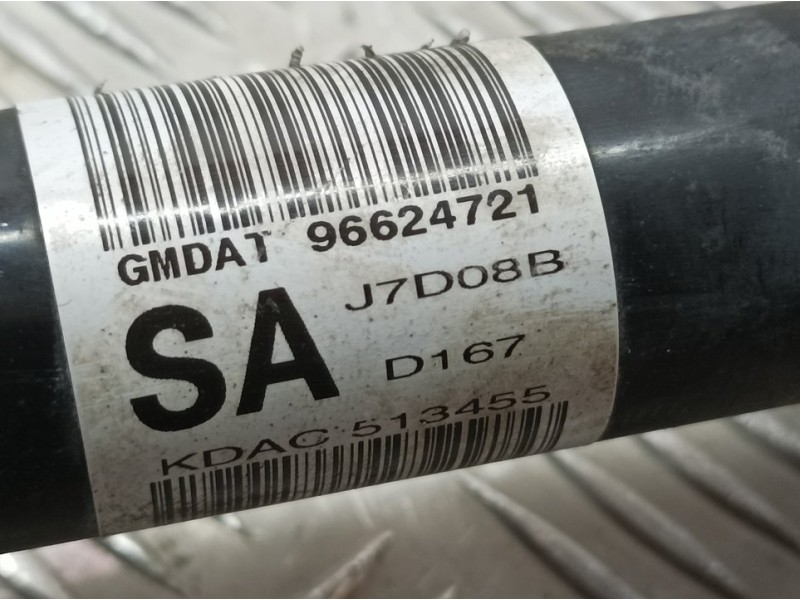 GMDAT 96624721
SA
J7D08B
D167
KDAC 513455